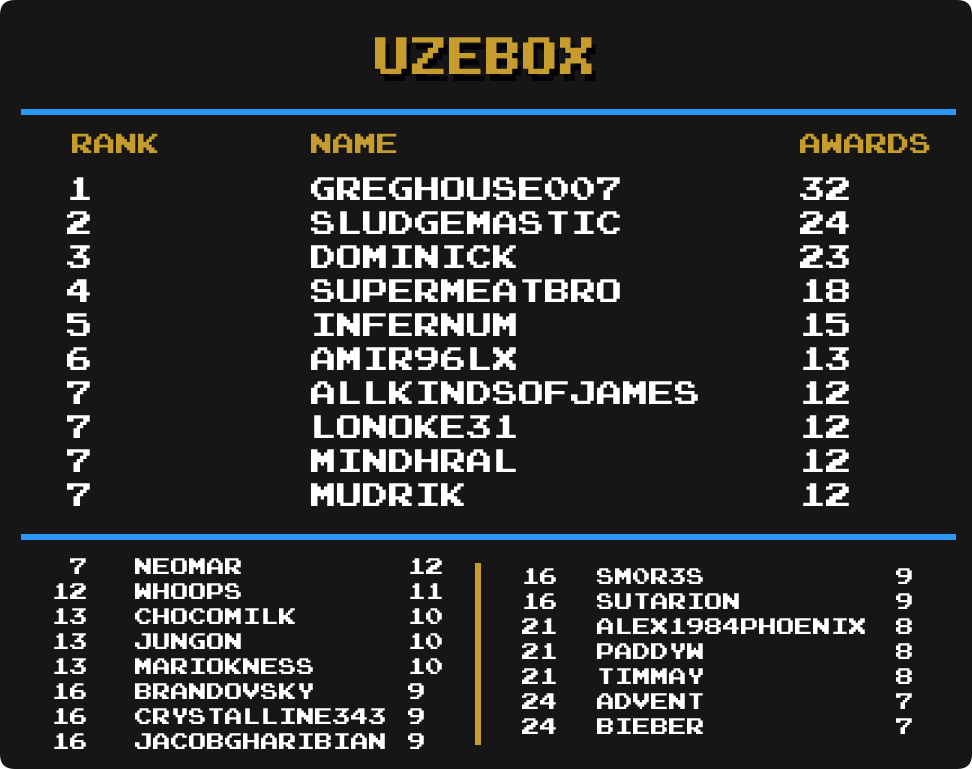 UZEBOX
RANK NAME AWARDS
1 GREGHOUSE007 32
2 SLUDGEMASTIC 24
3 DOMINICK 23
4 SUPERMEATBRO 18
5 INFERNUM 15
6 AMIR96LX 13
7 ALLKINDSOFJAMES 12
7 LONOKE31 12
7 MINDHRAL 12
7 MUDRIK 12
7 NEOMAR 12
12 WHOOPS 11
13 CHOCOMILK 10
13 JUNGON 10
13 MARIOKNESS 10
16 BRANDOVSKY 9
16 CRYSTALLINE343 9
16 JACOBGHARIBIAN 9
16 SMOR3S 9
16 SUTARION 9
21 ALEX1984PHOENIX 8
21 PADDYW 8
21 TIMMAY 8
24 ADVENT 7
24 BIEBER 7